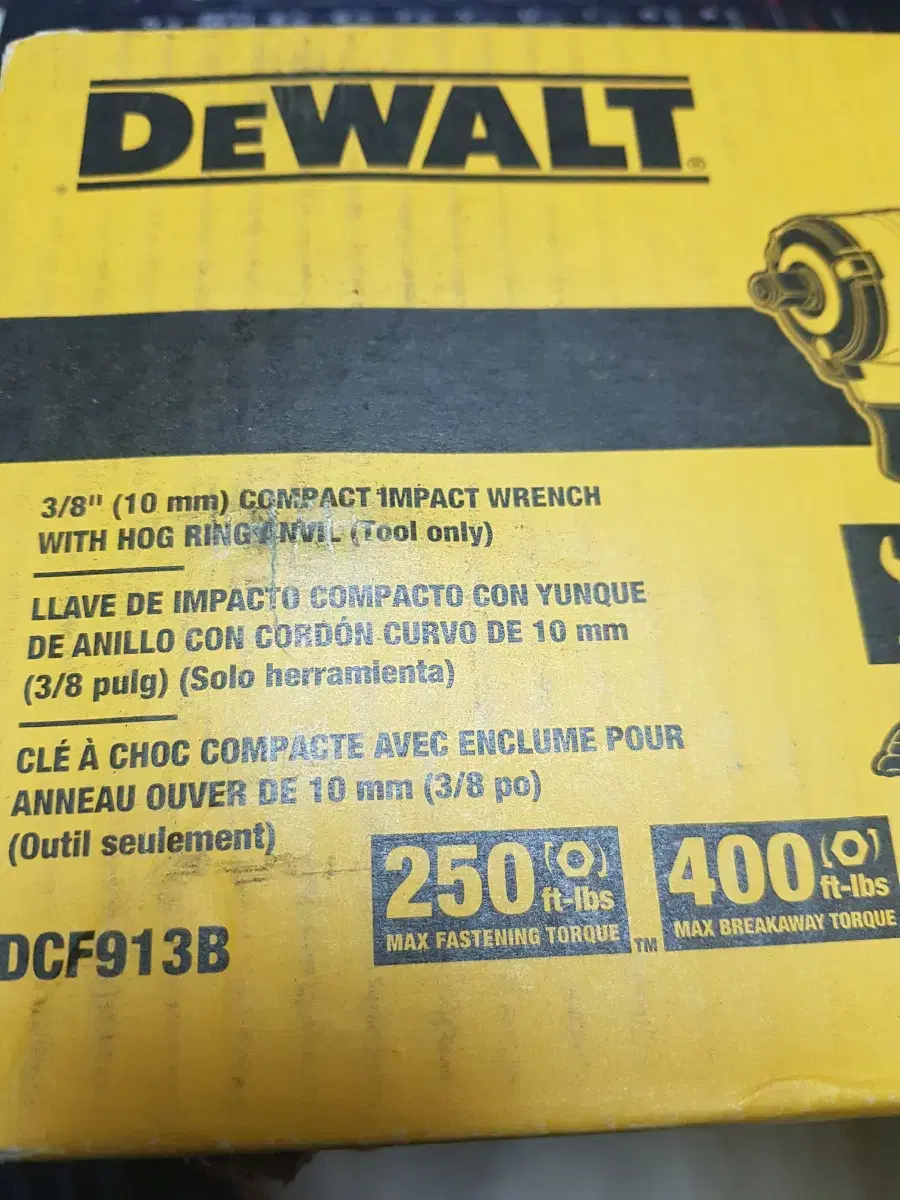 DEWALT®
3/8" (10 mm) COMPACT IMPACT WRENCH
WITH HOG RING ANVIL (Tool only)
LLAVE DE IMPACTO COMPACTO CON YUNQUE
DE ANILLO CON CORDÓN CURVO DE 10 mm
(3/8 pulg) (Solo herramienta)
CLÉ À CHOC COMPACTE AVEC ENCLUME POUR
ANNEAU OUVER DE 10 mm (3/8 po)
(Outil seulement)
250 ft-lbs
MAX FASTENING TORQUE™
400 ft-lbs
MAX BREAKAWAY TORQUE
DCF913B